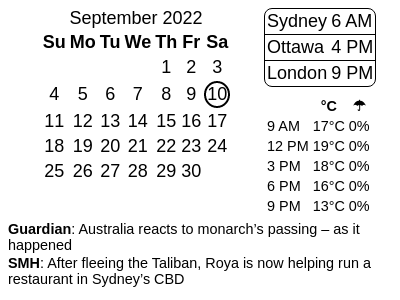 September 2022
Su Mo Tu We Th Fr Sa
1 2 3
4 5 6 7 8 9 10
11 12 13 14 15 16 17
18 19 20 21 22 23 24
25 26 27 28 29 30
Sydney 6 AM
Ottawa 4 PM
London 9 PM
°C ☂
9 AM 17°C 0%
12 PM 19°C 0%
3 PM 18°C 0%
6 PM 16°C 0%
9 PM 13°C 0%
Guardian: Australia reacts to monarch’s passing – as it
happened
SMH: After fleeing the Taliban, Roya is now helping run a
restaurant in Sydney’s CBD